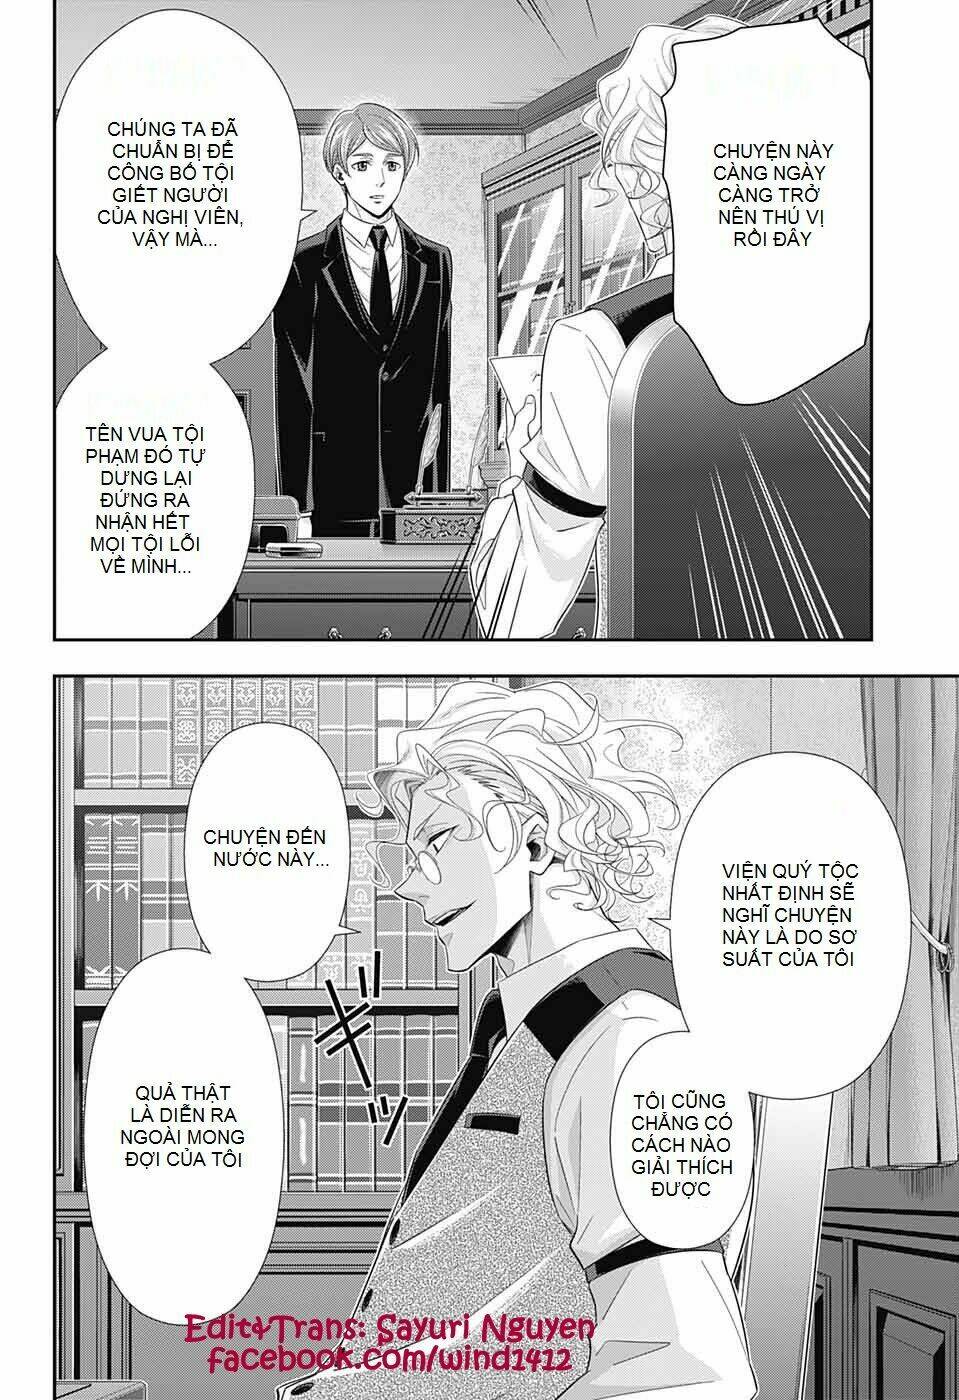 CHUYỆN NÀY
CÀNG NGÀY
CÀNG TRỞ
NÊN THÚ VỊ
RỒI ĐÂY
CHÚNG TA ĐÃ
CHUẨN BỊ ĐỂ
CÔNG BỐ TỘI
GIẾT NGƯỜI
CỦA NGHỊ VIÊN,
VẬY MÀ...
TÊN VUA TỘI
PHẠM ĐÓ TỰ
DƯNG LẠI
ĐỨNG RA
NHẬN HẾT
MỌI TỘI LỖI
VỀ MÌNH...
VIỆN QUÝ TỘC
NHẤT ĐỊNH SẼ
NGHĨ CHUYỆN
NÀY LÀ DO SƠ
SUẤT CỦA TÔI
TÔI CŨNG
CHẲNG CÓ
CÁCH NÀO
GIẢI THÍCH
ĐƯỢC
CHUYỆN ĐẾN
NƯỚC NÀY...
QUẢ THẬT
LÀ DIỄN RA
NGOÀI MONG
ĐỢI CỦA TÔI
Edit&Trans: Sayuri Nguyen
facebook.com/wind1412